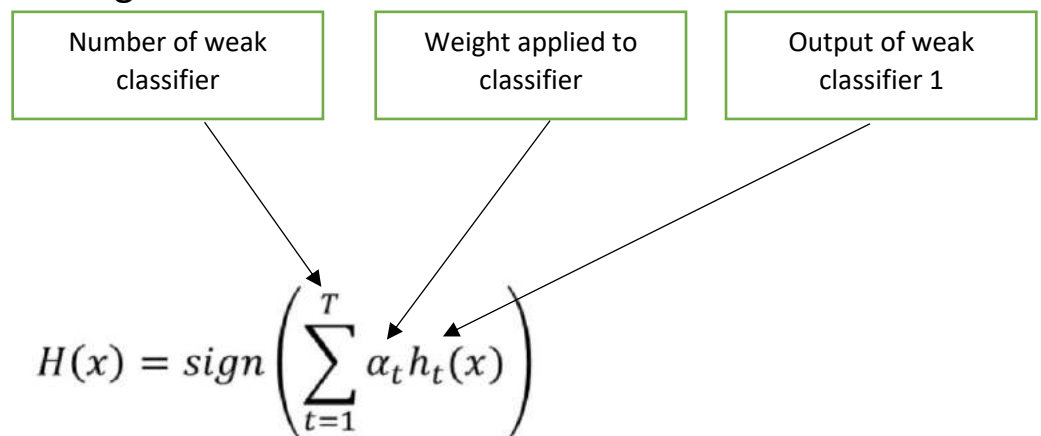 Number of weak
classifier
Weight applied to
classifier
Output of weak
classifier 1
H(x) = sign(∑_{t=1}^{T} α_t h_t(x))